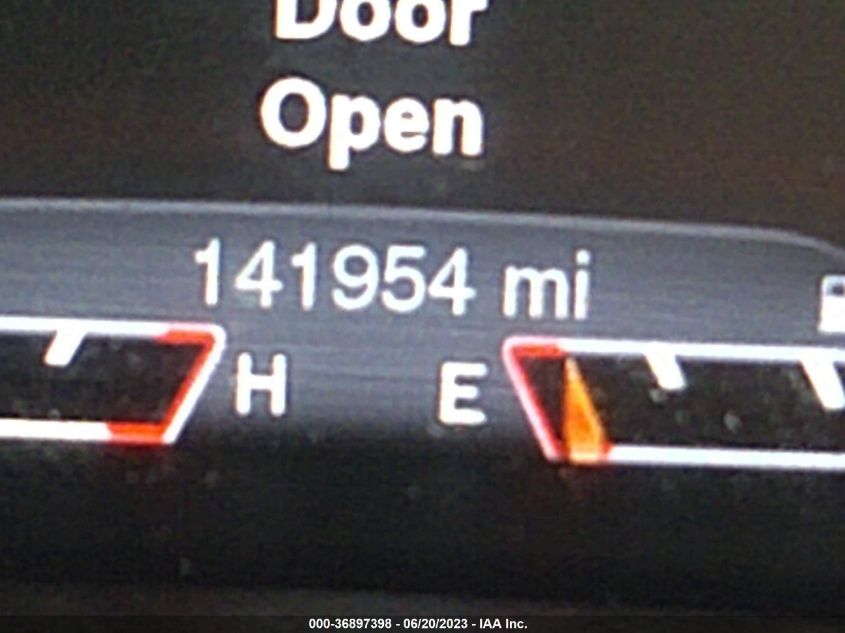 Door
Open
141954 mi
H E
000-36897398 - 06/20/2023 - IAA Inc.